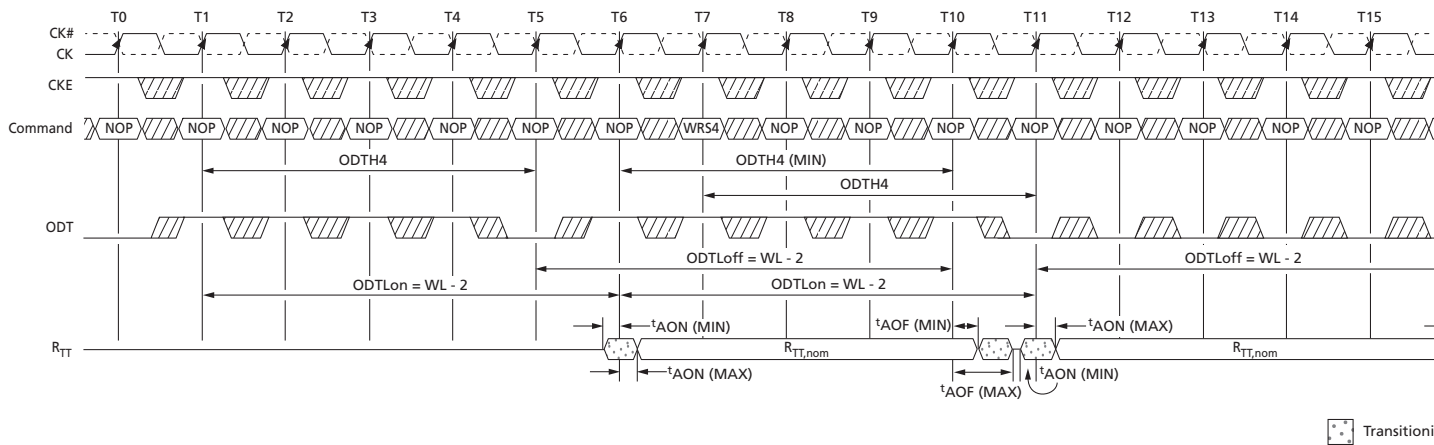 T0 T1 T2 T3 T4 T5 T6 T7 T8 T9 T10 T11 T12 T13 T14 T15
CK#
CK
CKE
Command NOP NOP NOP NOP NOP NOP NOP WRS4 NOP NOP NOP NOP NOP NOP NOP NOP
ODTH4 ODTH4 (MIN)
ODTH4
ODT
ODTLoff = WL - 2 ODTLoff = WL - 2
ODTLon = WL - 2 ODTLon = WL - 2
tAON (MIN) tAOF (MIN) tAON (MAX)
RTT RTT,nom RTT,nom
tAON (MAX) tAON (MIN)
tAOF (MAX)
Transitioni